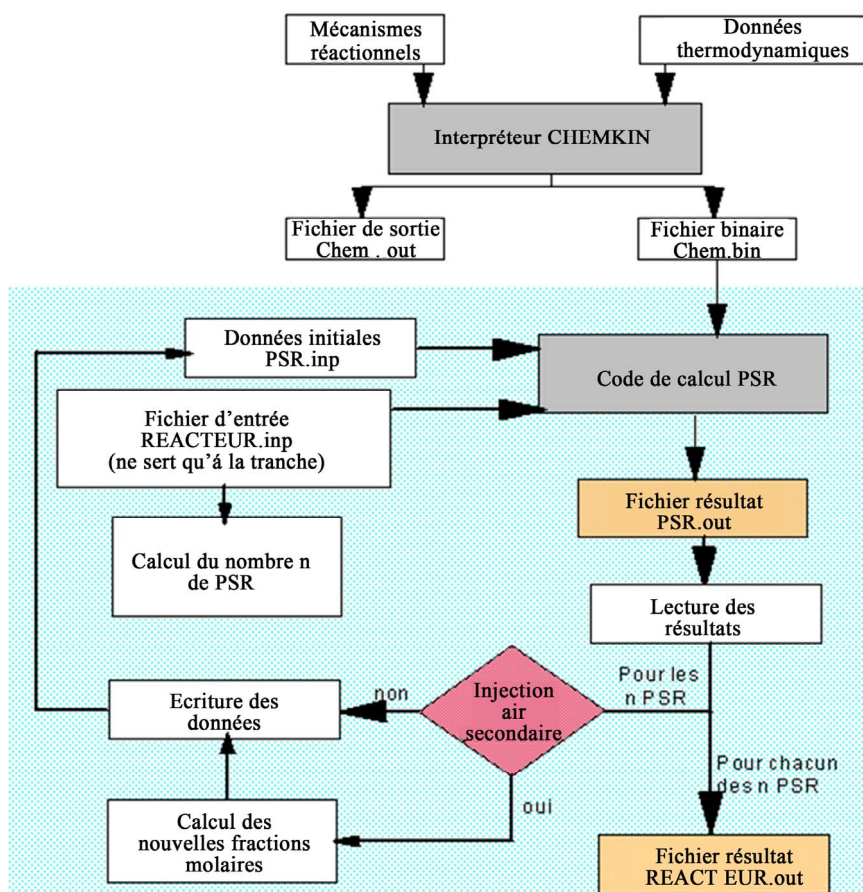 Mécanismes
réactionnels
Données
thermodynamiques
Interpréteur CHEMKIN
Fichier de sortie
Chem . out
Fichier binaire
Chem.bin
Données initiales
PSR.inp
Code de calcul PSR
Fichier d'entrée
REACTEUR.inp
(ne sert qu'á la tranche)
Fichier résultat
PSR.out
Calcul du nombre n
de PSR
Lecture des
résultats
Ecriture des
données
non
Injection
air
secondaire
Pour les
n PSR
Pour chacun
des n PSR
oui
Calcul des
nouvelles fractions
molaires
Fichier résultat
REACT EUR.out